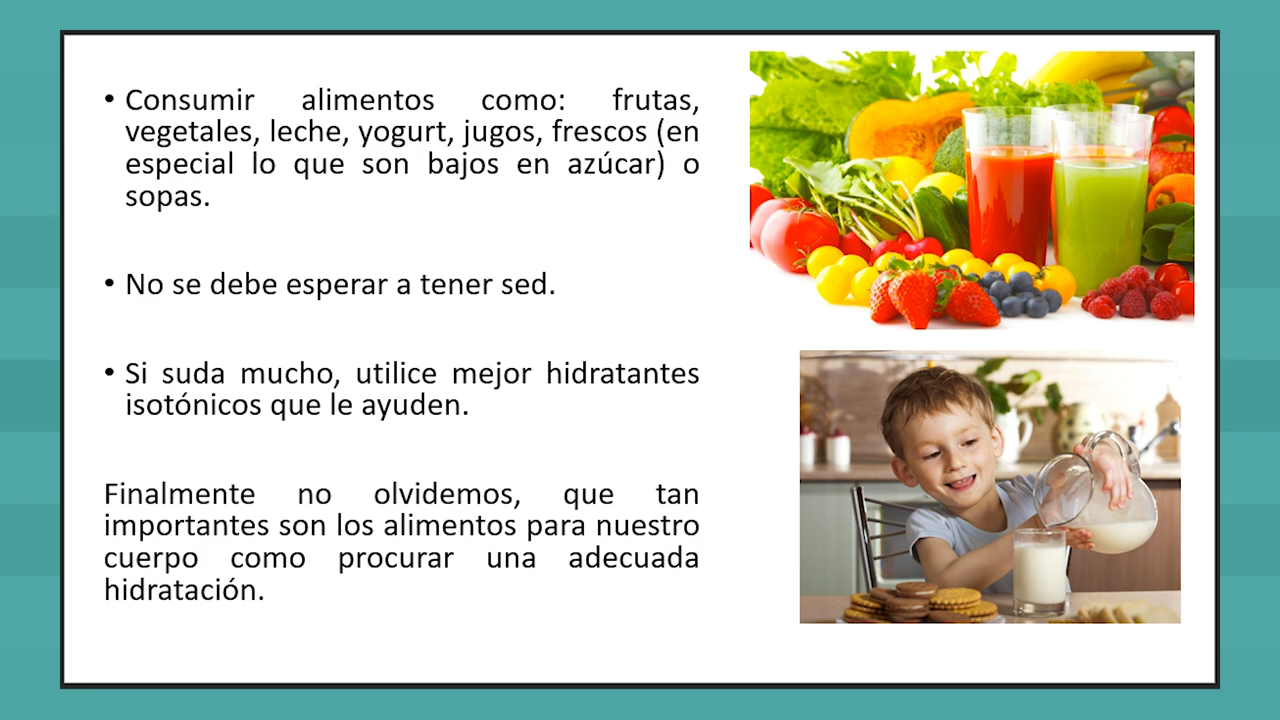 • Consumir alimentos como: frutas,
vegetales, leche, yogurt, jugos, frescos (en
especial lo que son bajos en azúcar) o
sopas.
• No se debe esperar a tener sed.
• Si suda mucho, utilice mejor hidratantes
isotónicos que le ayuden.
Finalmente no olvidemos, que tan
importantes son los alimentos para nuestro
cuerpo como procurar una adecuada
hidratación.